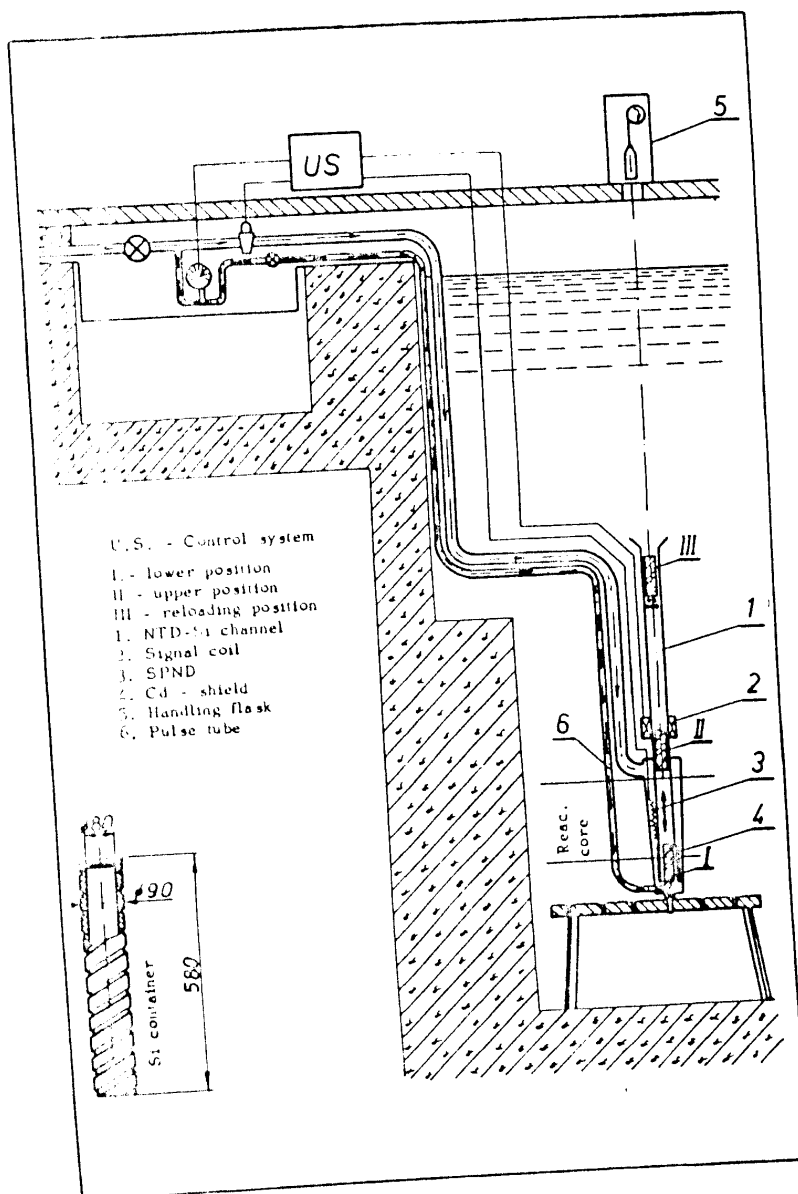 5
US
U.S. - Control system
I - lower position
II - upper position
III - reloading position
1. NTD-Si channel
2. Signal coil
3. SPND
4. Cd - shield
5. Handling flask
6. Pulse tube
III
1
2
II
6
3
Reac.
core
4
I
φ80
φ90
580
Si container